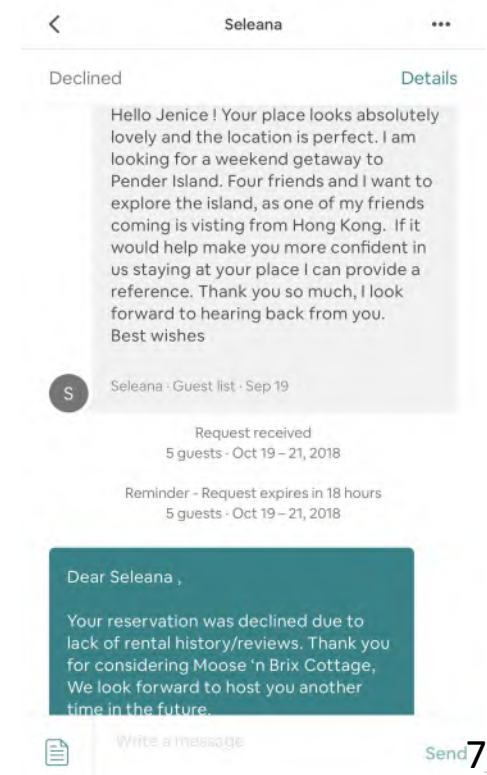 Seleana
Declined
Details
Hello Jenice ! Your place looks absolutely
lovely and the location is perfect. I am
looking for a weekend getaway to
Pender Island. Four friends and I want to
explore the island, as one of my friends
coming is visting from Hong Kong. If it
would help make you more confident in
us staying at your place I can provide a
reference. Thank you so much, I look
forward to hearing back from you.
Best wishes
S
Seleana · Guest list · Sep 19
Request received
5 guests · Oct 19 – 21, 2018
Reminder - Request expires in 18 hours
5 guests · Oct 19 – 21, 2018
Dear Seleana ,
Your reservation was declined due to
lack of rental history/reviews. Thank you
for considering Moose 'n Brix Cottage,
We look forward to host you another
time in the future.
Write a message
Send
7